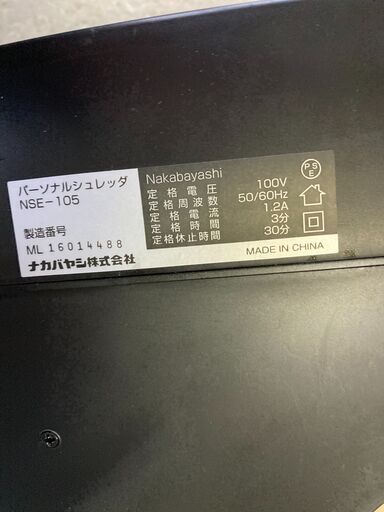 パーソナルシュレッダ
NSE-105
製造番号
ML 16014488
ナカバヤシ株式会社
Nakabayashi
定格電圧 100V
定格周波数 50/60Hz
定格電流 1.2A
定格時間 3分
定格休止時間 30分
PSE
MADE IN CHINA